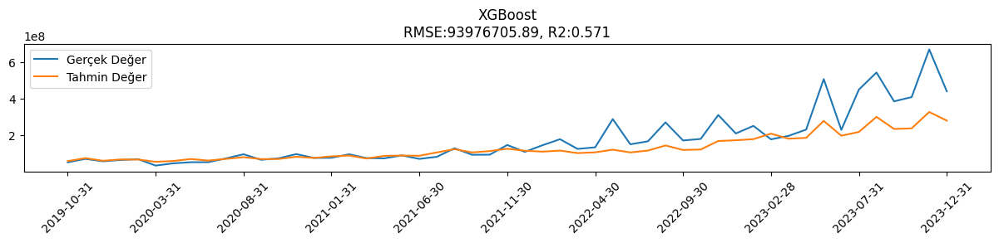 XGBoost
RMSE:93976705.89, R2:0.571
1e8
Gerçek Değer
Tahmin Değer
6
4
2
2019-10-31
2020-03-31
2020-08-31
2021-01-31
2021-06-30
2021-11-30
2022-04-30
2022-09-30
2023-02-28
2023-07-31
2023-12-31